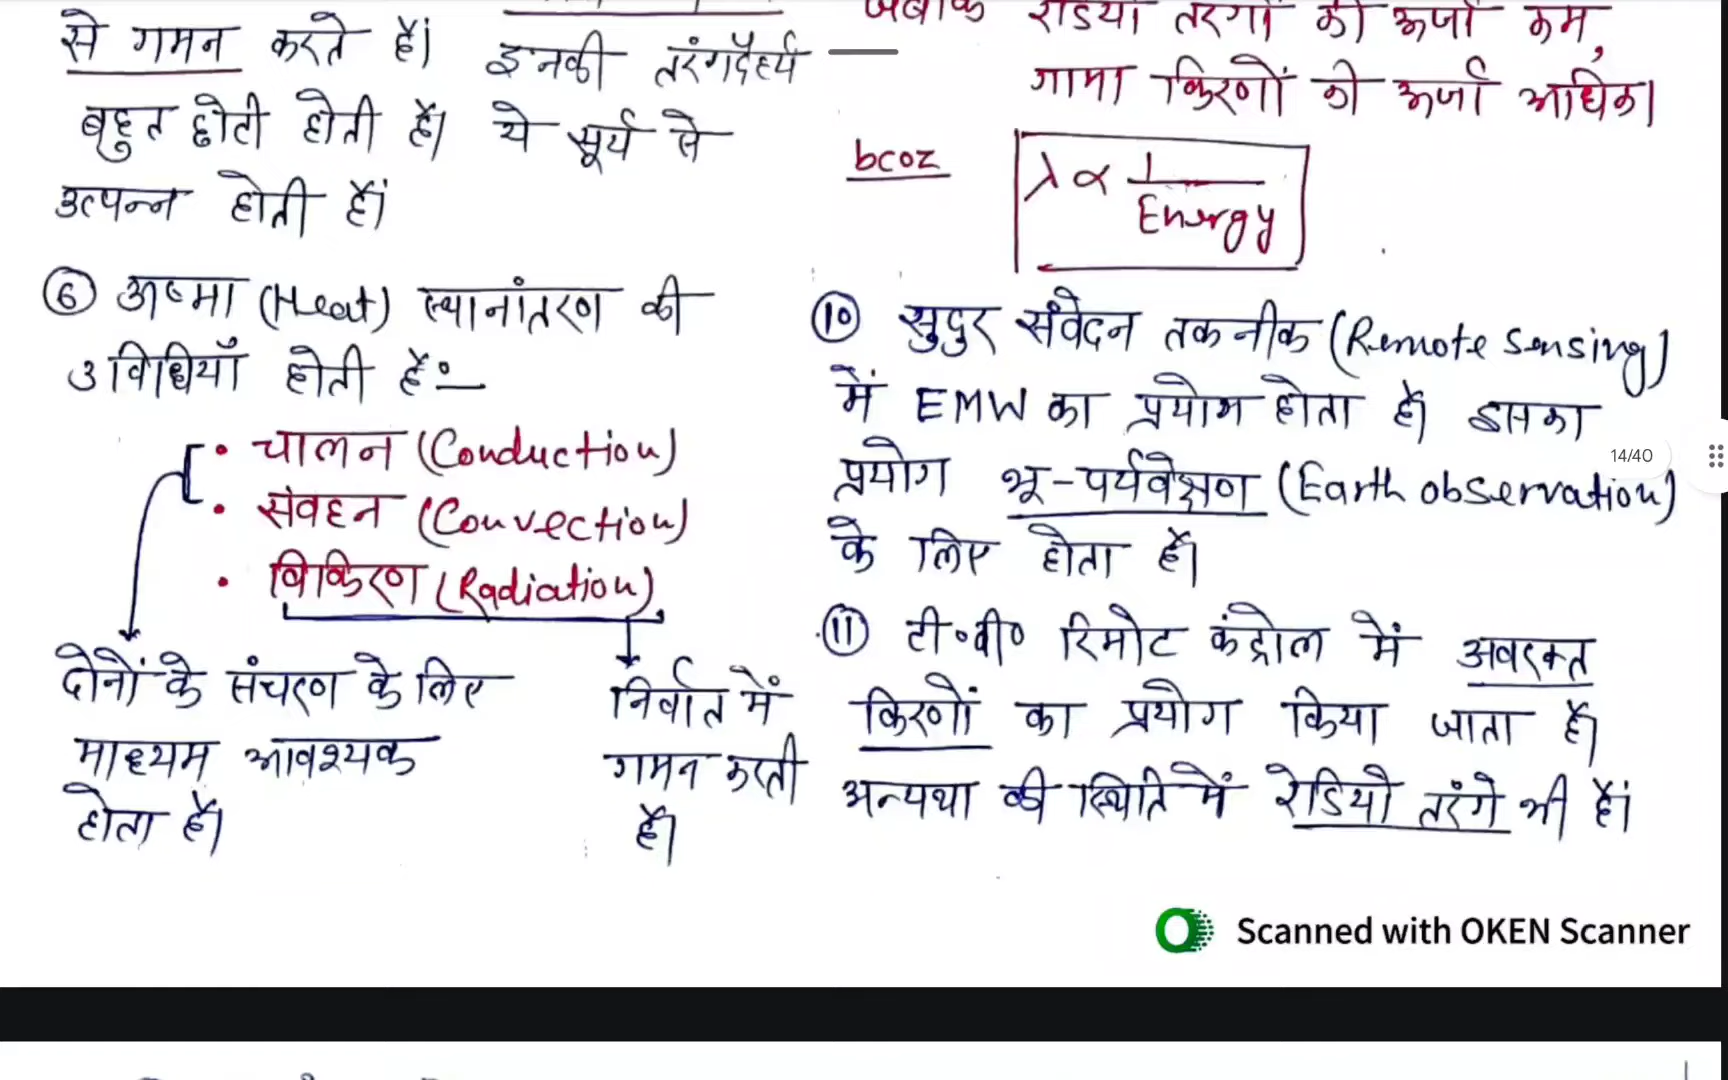 से गमन करते हैं। इनकी तरंगदैर्ध्य
बहुत छोटी होती है। ये सूर्य से
उत्पन्न होती हैं।
⑥ ऊष्मा (Heat) स्थानांतरण की
3 विधियाँ होती हैं:—
• चालन (Conduction)
• संवहन (Convection)
• विकिरण (Radiation)
दोनों के संचरण के लिए
माध्यम आवश्यक
होता है।
निर्वात में
गमन करती
है।
जबकि रेडियो तरंगों की ऊर्जा कम,
गामा किरणों की ऊर्जा अधिक।
bcoz
λ ∝ 1/Energy
⑩ सुदुर संवेदन तकनीक (Remote Sensing)
में EMW का प्रयोग होता है। इसका
प्रयोग भू-पर्यवेक्षण (Earth observation)
के लिए होता है।
⑪ टी॰वी॰ रिमोट कंट्रोल में अवरक्त
किरणों का प्रयोग किया जाता है।
अन्यथा की स्थिति में रेडियो तरंगे भी हैं।
14/40
Scanned with OKEN Scanner